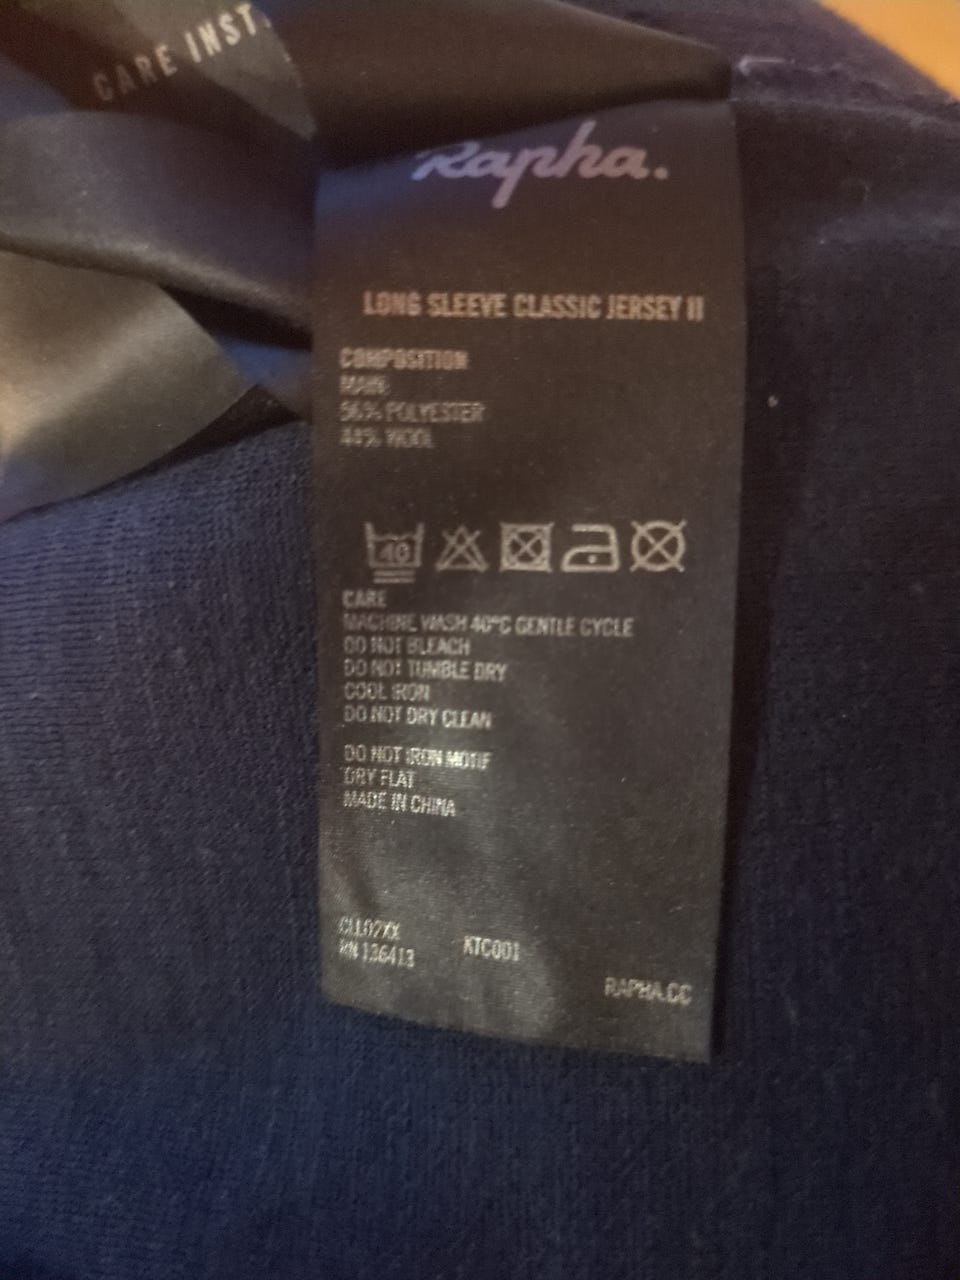 CARE INST.
Rapha.
LONG SLEEVE CLASSIC JERSEY II
COMPOSITION
MAIN:
56% POLYESTER
44% WOOL
40
CARE
MACHINE WASH 40°C GENTLE CYCLE
DO NOT BLEACH
DO NOT TUMBLE DRY
COOL IRON
DO NOT DRY CLEAN
DO NOT IRON MOTIF
DRY FLAT
MADE IN CHINA
CLL02XX
RN 136413 KTC001
RAPHA.CC